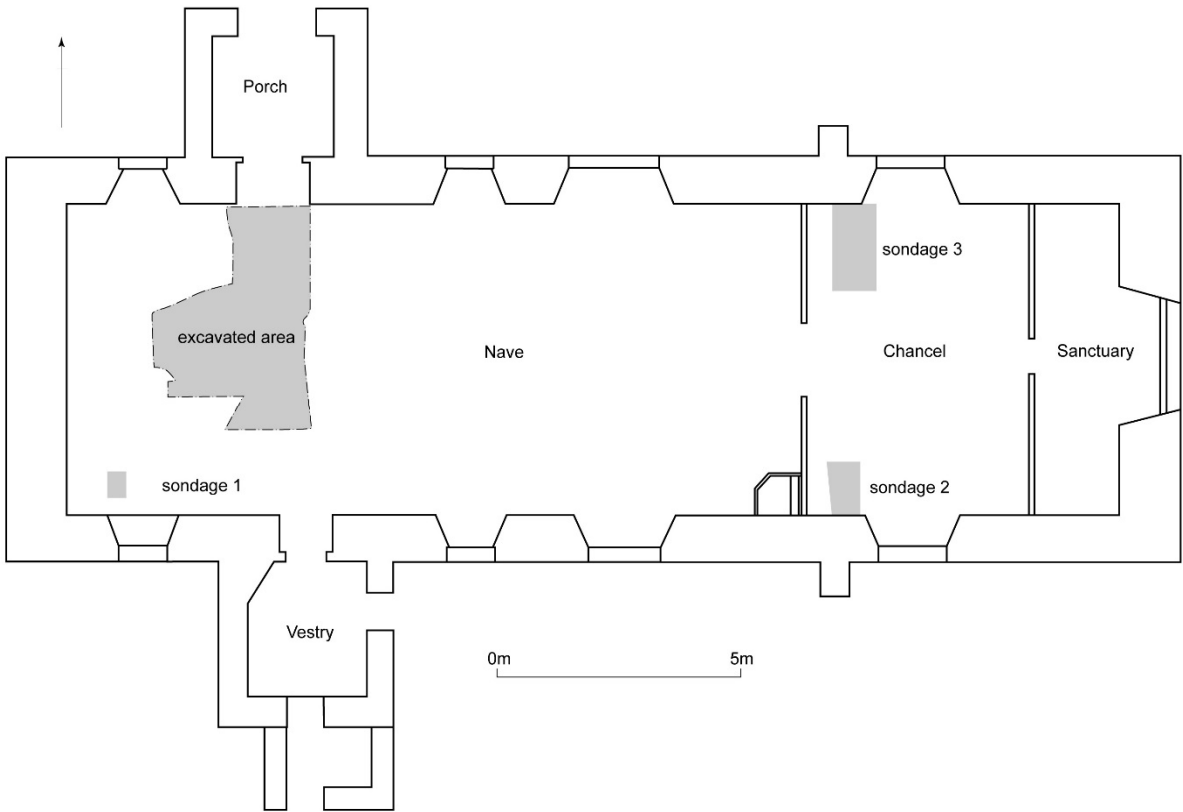 Porch
sondage 3
excavated area
Nave
Chancel
Sanctuary
sondage 1
sondage 2
Vestry
0m
5m